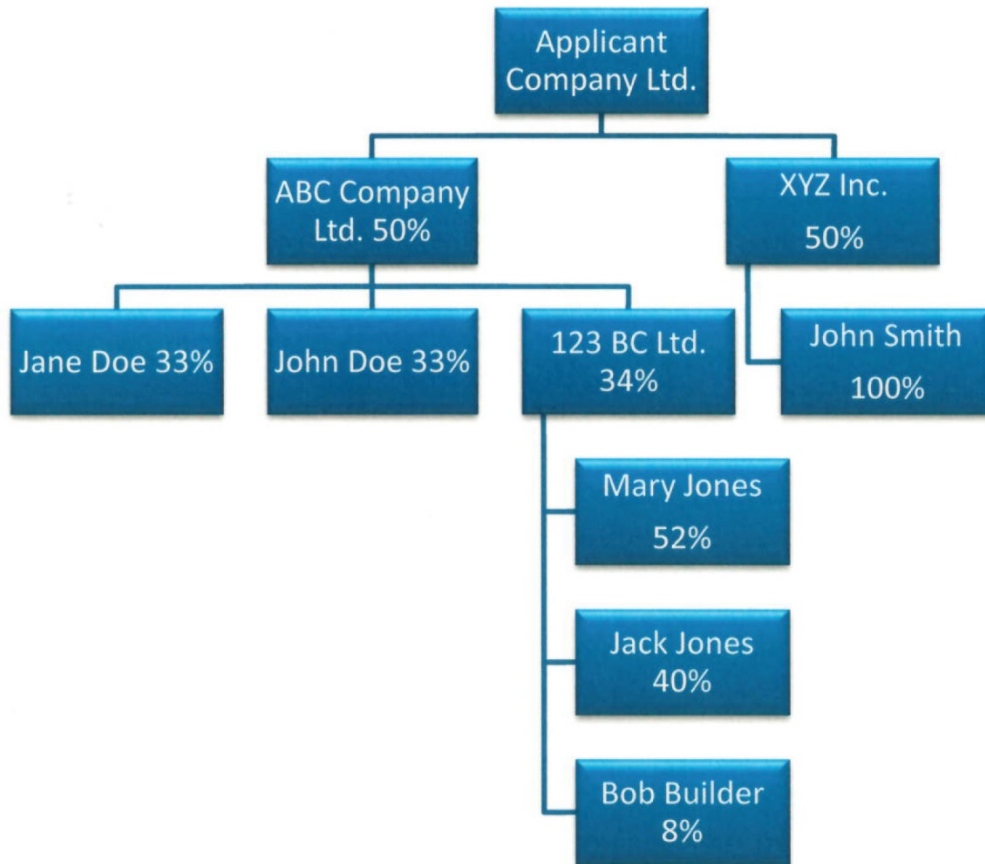 Applicant
Company Ltd.
ABC Company
Ltd. 50%
XYZ Inc.
50%
Jane Doe 33%
John Doe 33%
123 BC Ltd.
34%
John Smith
100%
Mary Jones
52%
Jack Jones
40%
Bob Builder
8%